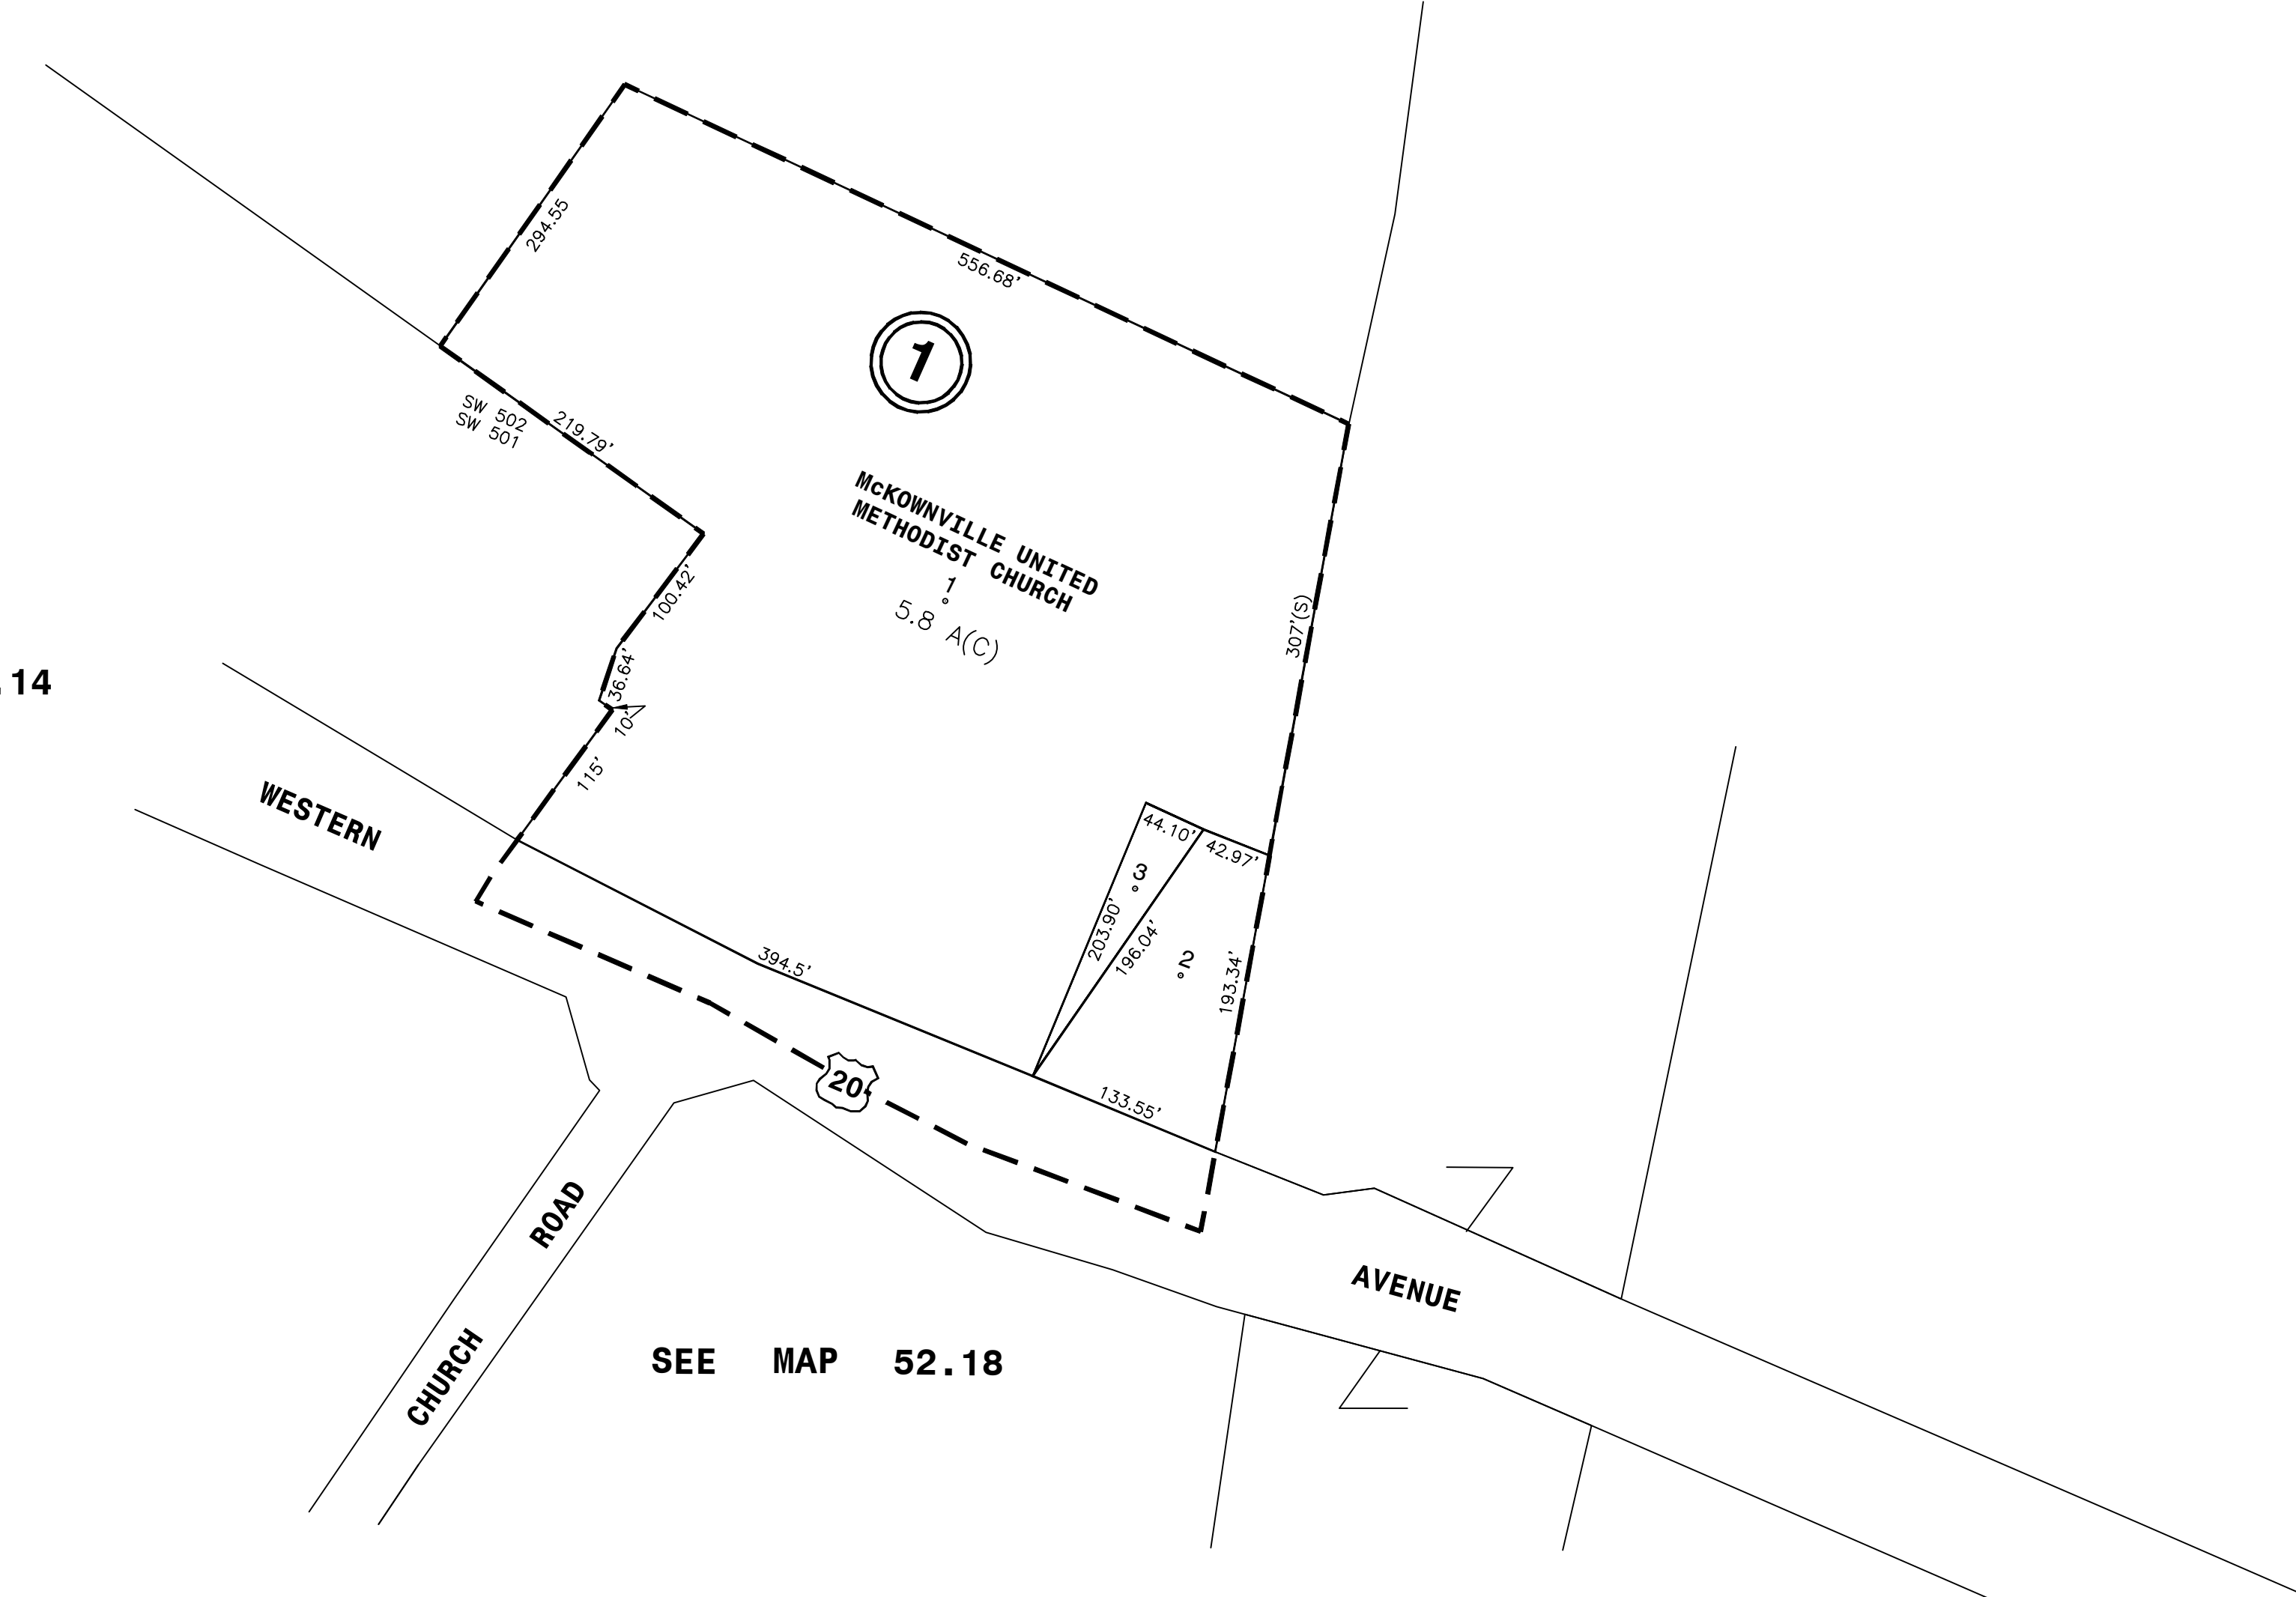 294.55
556.68'
1
SW 502
SW 501
219.79'
McKOWNVILLE UNITED
METHODIST CHURCH
1
5.8 A(C)
100.42'
307'(S)
36.64'
.14
10'
115'
WESTERN
44.10'
42.97'
3
203.90'
196.04'
2
193.34'
394.5'
20
133.55'
ROAD
AVENUE
CHURCH
SEE MAP 52.18